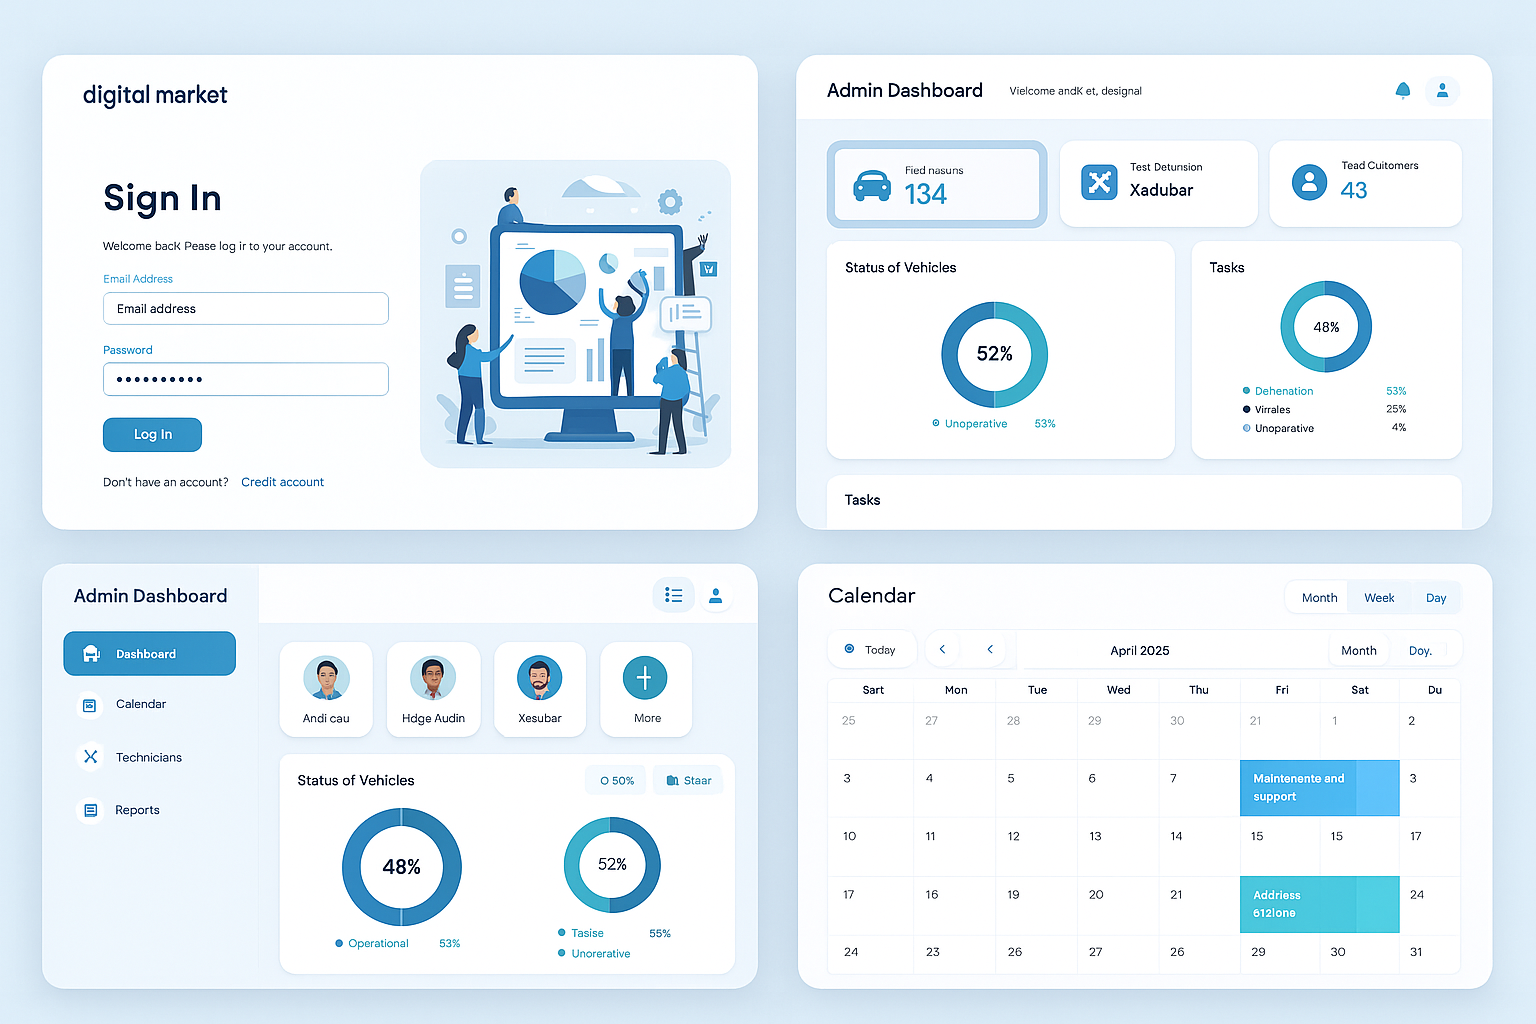 digital market
Sign In
Welcome bacK Pease log ir to your account.
Email Address
Email address
Password
Log In
Don't have an account? Credit account
Admin Dashboard
Vielcome andK et, designal
Fied nasuns
134
Test Detunsion
Xadubar
Tead Cuitomers
43
Status of Vehicles
52%
Unoperative 53%
Tasks
48%
Dehenation 53%
Virrales 25%
Unoparative 4%
Tasks
Admin Dashboard
Dashboard
Calendar
Technicians
Reports
Andi cau
Hdge Audin
Xesubar
More
Status of Vehicles
O 50%
Staar
48%
Operational 53%
52%
Tasise 55%
Unorerative
Calendar
Month Week Day
Today
April 2025
Month Doy.
Sart Mon Tue Wed Thu Fri Sat Du
25 27 28 29 30 21 1 2
3 4 5 6 7 Maintenente and support 3
10 11 12 13 14 15 15 17
17 16 19 20 21 Addriess 612lone 24
24 23 26 27 26 29 30 31